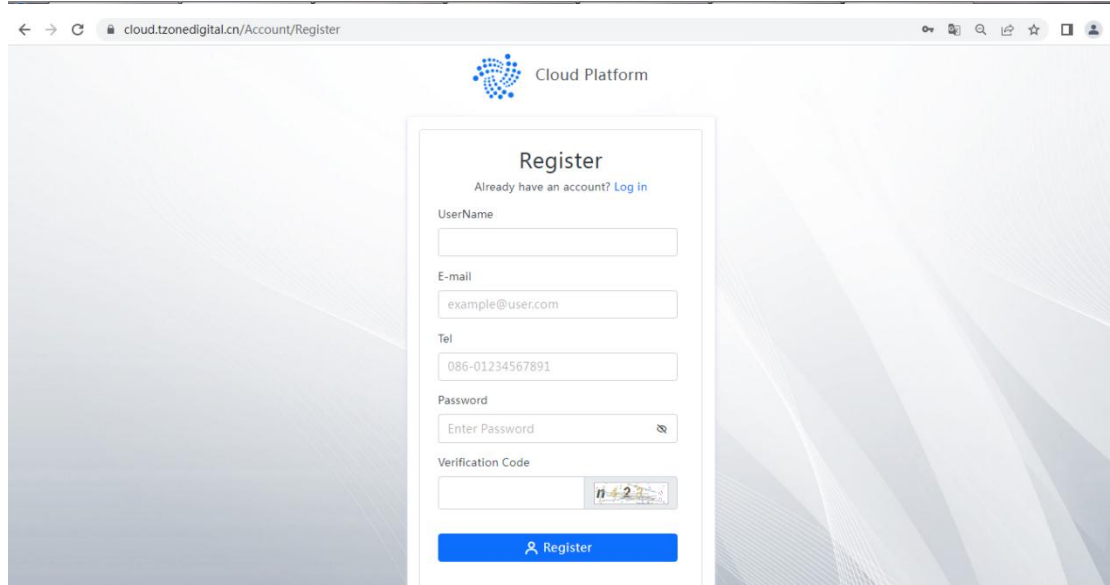 cloud.tzonedigital.cn/Account/Register
Cloud Platform
Register
Already have an account? Log in
UserName
E-mail
example@user.com
Tel
086-01234567891
Password
Enter Password
Verification Code
Register